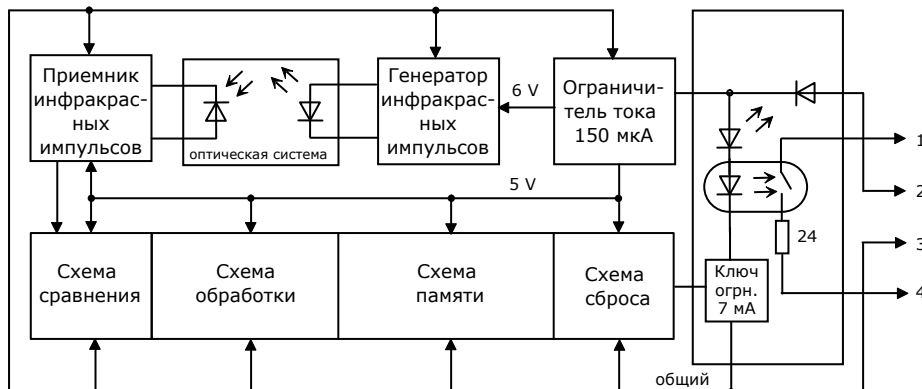 Приемник
инфракрас-
ных
импульсов
оптическая система
Генератор
инфракрас-
ных
импульсов
6 V
Ограничи-
тель тока
150 мкА
1
2
3
4
5 V
24
Схема
сравнения
Схема
обработки
Схема
памяти
Схема
сброса
Ключ
огрн.
7 мА
общий